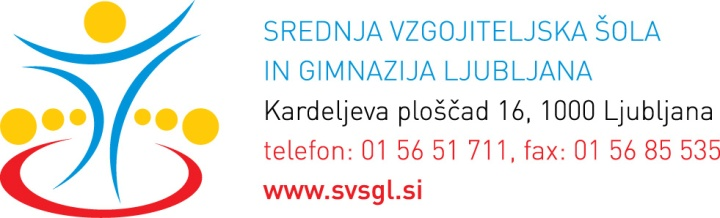 SREDNJA VZGOJITELJSKA ŠOLA
IN GIMNAZIJA LJUBLJANA
Kardeljeva ploščad 16, 1000 Ljubljana
telefon: 01 56 51 711, fax: 01 56 85 535
www.svsgl.si